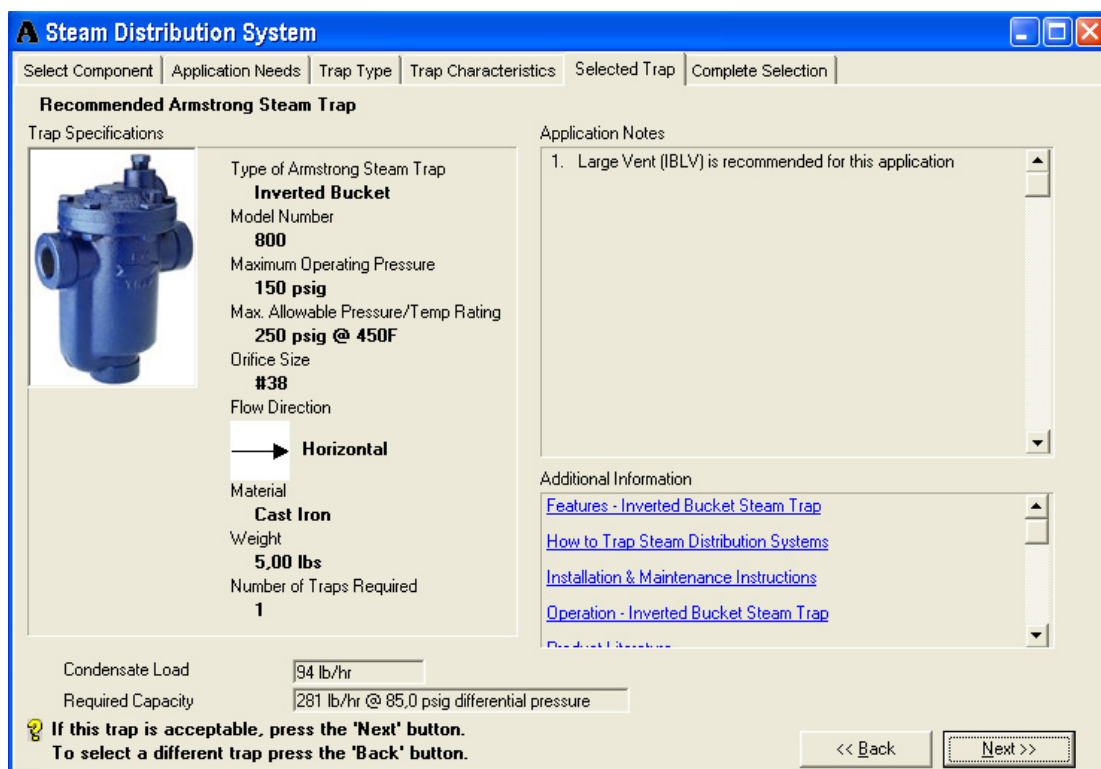 Steam Distribution System
Select Component
Application Needs
Trap Type
Trap Characteristics
Selected Trap
Complete Selection
Recommended Armstrong Steam Trap
Trap Specifications
Type of Armstrong Steam Trap
Inverted Bucket
Model Number
800
Maximum Operating Pressure
150 psig
Max. Allowable Pressure/Temp Rating
250 psig @ 450F
Orifice Size
#38
Flow Direction
Horizontal
Material
Cast Iron
Weight
5,00 lbs
Number of Traps Required
1
Application Notes
1. Large Vent (IBLV) is recommended for this application
Additional Information
Features - Inverted Bucket Steam Trap
How to Trap Steam Distribution Systems
Installation & Maintenance Instructions
Operation - Inverted Bucket Steam Trap
Condensate Load
94 lb/hr
Required Capacity
281 lb/hr @ 85,0 psig differential pressure
If this trap is acceptable, press the 'Next' button.
To select a different trap press the 'Back' button.
<< Back
Next >>